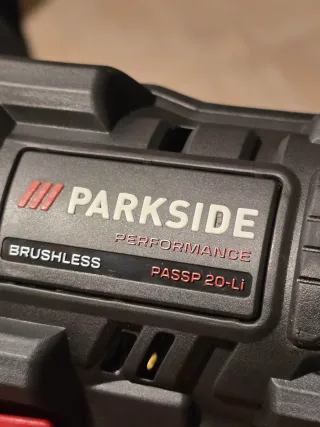 PARKSIDE
PERFORMANCE
BRUSHLESS PASSP 20-Li